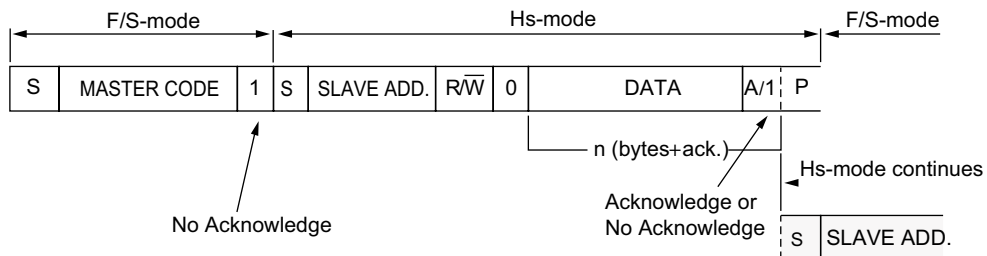 F/S-mode Hs-mode F/S-mode
S MASTER CODE 1 S SLAVE ADD. R/W̅ 0 DATA A/1 P
n (bytes+ack.)
Hs-mode continues
No Acknowledge
Acknowledge or
No Acknowledge
S SLAVE ADD.